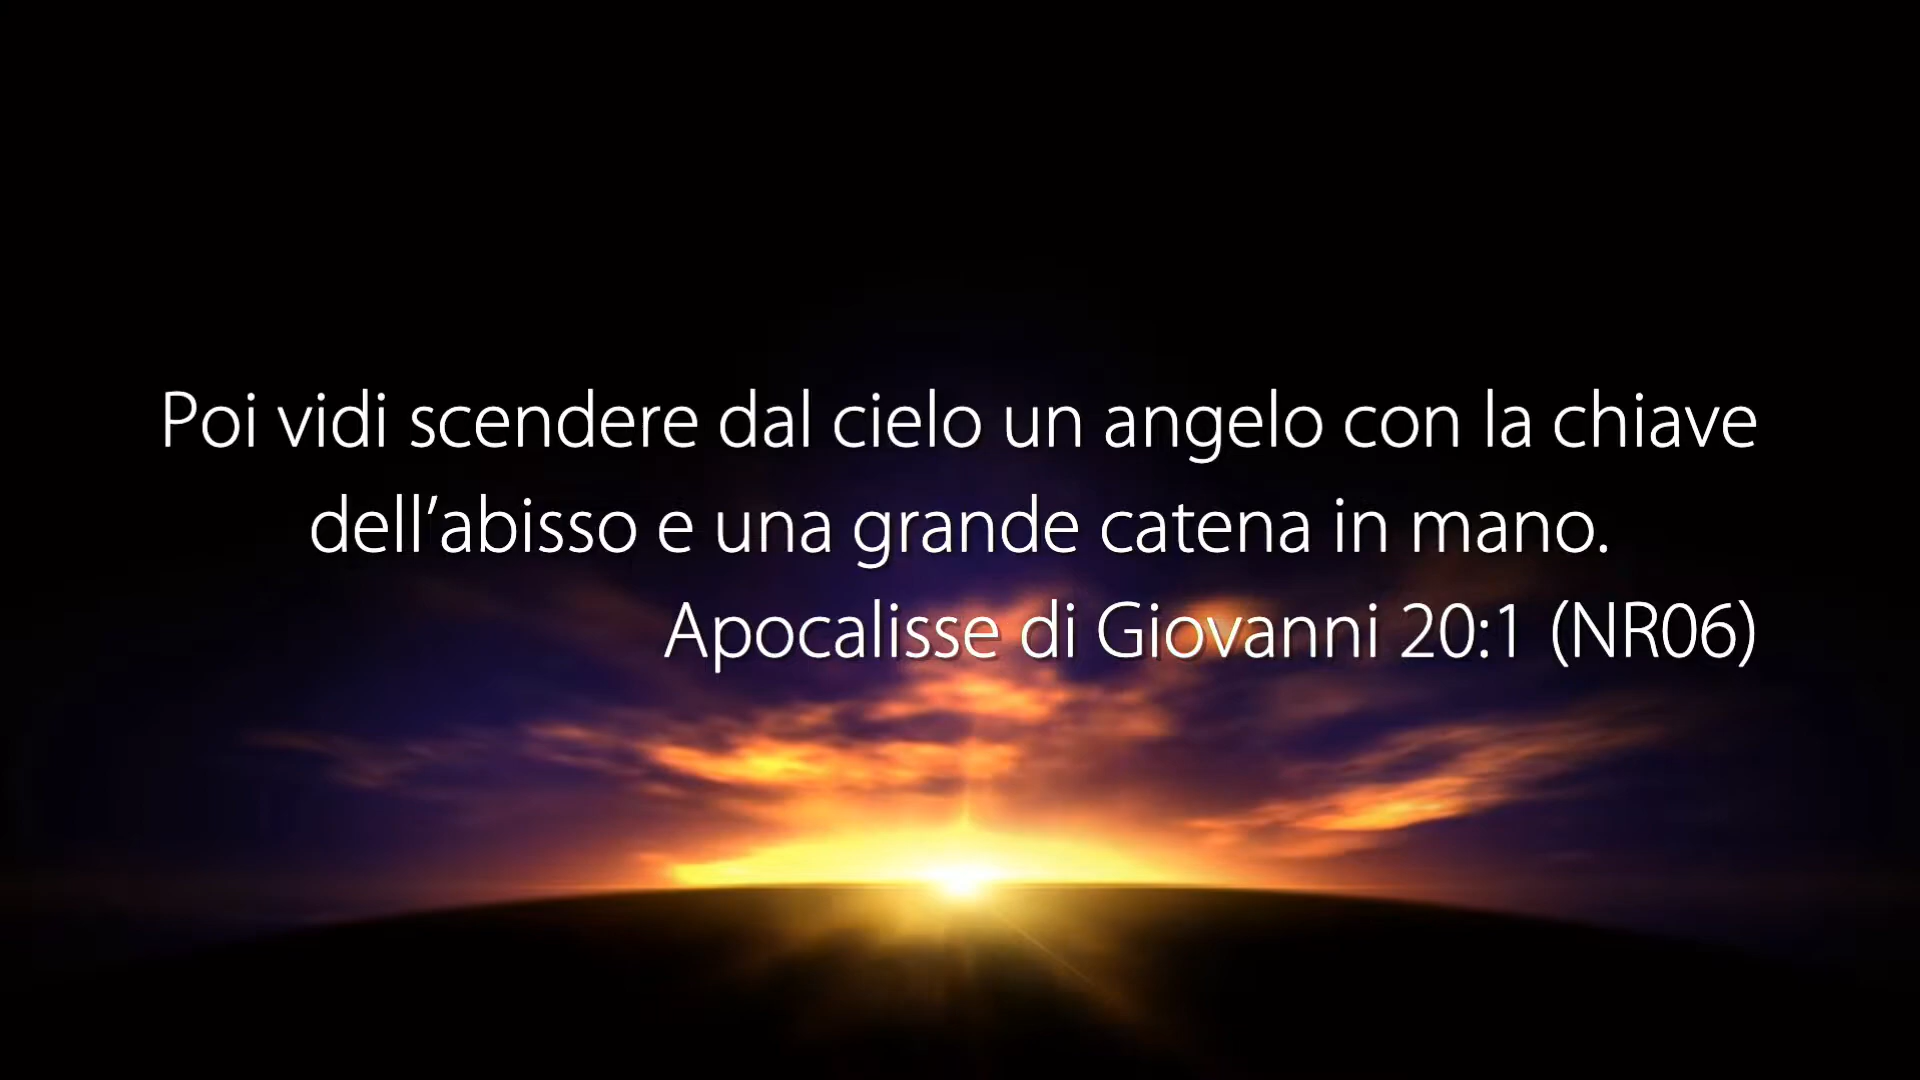 Poi vidi scendere dal cielo un angelo con la chiave
dell’abisso e una grande catena in mano.
Apocalisse di Giovanni 20:1 (NR06)